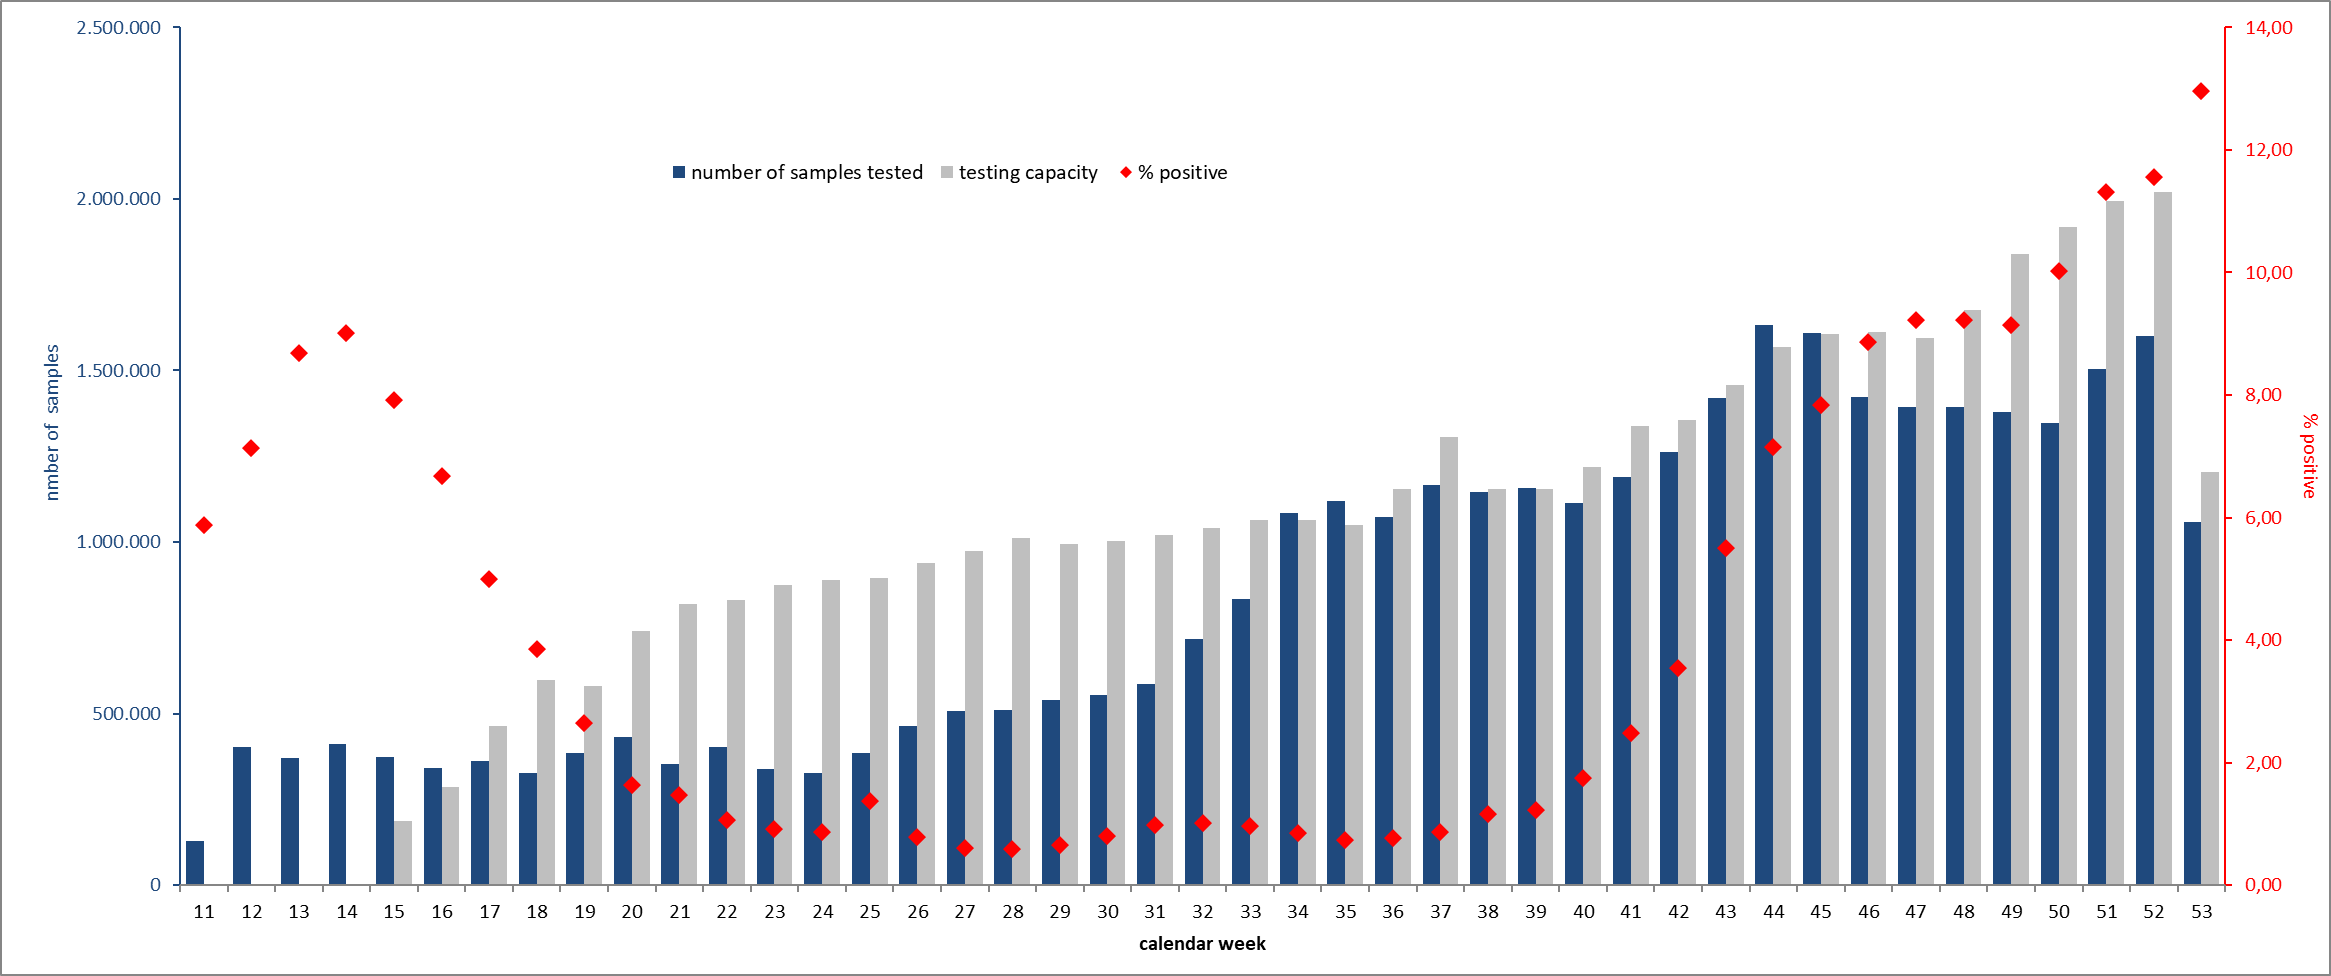 2.500.000
2.000.000
1.500.000
1.000.000
500.000
0
nmber of samples
number of samples tested testing capacity % positive
14,00
12,00
10,00
8,00
6,00
4,00
2,00
0,00
% positive
11 12 13 14 15 16 17 18 19 20 21 22 23 24 25 26 27 28 29 30 31 32 33 34 35 36 37 38 39 40 41 42 43 44 45 46 47 48 49 50 51 52 53
calendar week